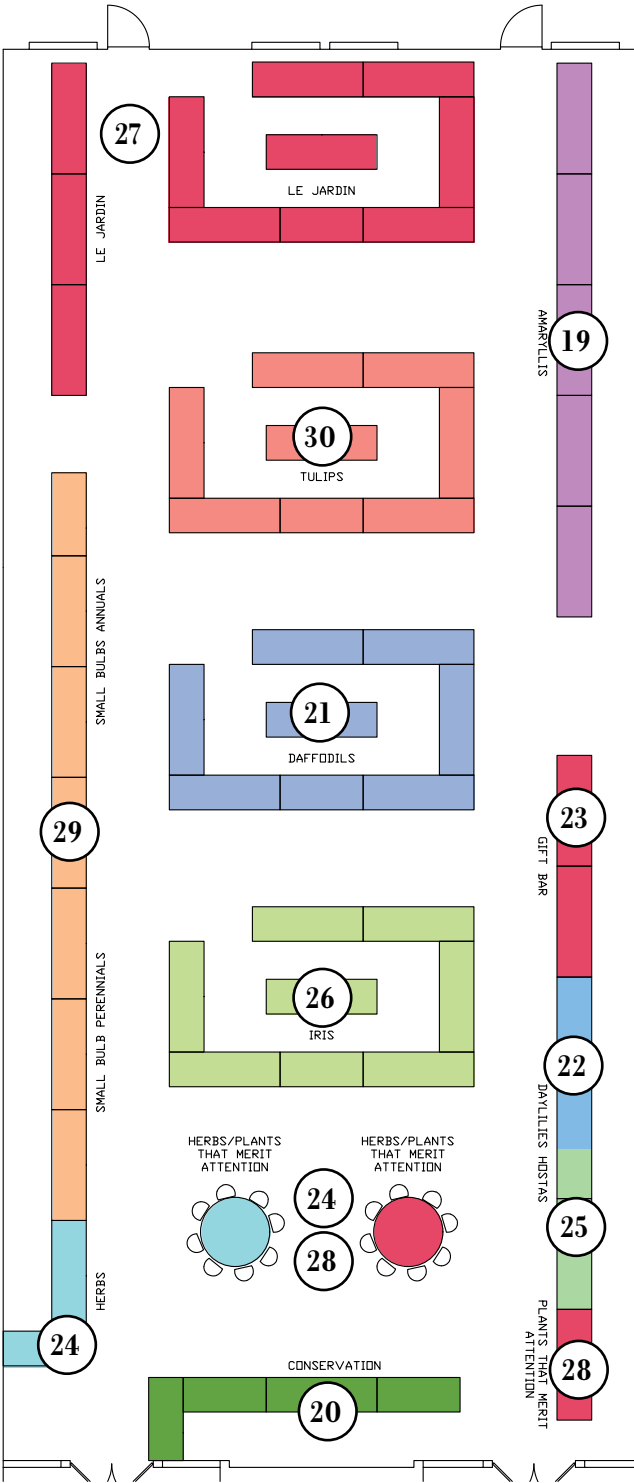 27
LE JARDIN
LE JARDIN
AMARYLLIS
19
30
TULIPS
SMALL BULBS ANNUALS
21
DAFFODILS
29
23
GIFT BAR
SMALL BULB PERENNIALS
26
IRIS
22
DAYLILIES HOSTAS
HERBS/PLANTS
THAT MERIT
ATTENTION
HERBS/PLANTS
THAT MERIT
ATTENTION
24
28
25
HERBS
24
PLANTS THAT MERIT
ATTENTION
28
CONSERVATION
20